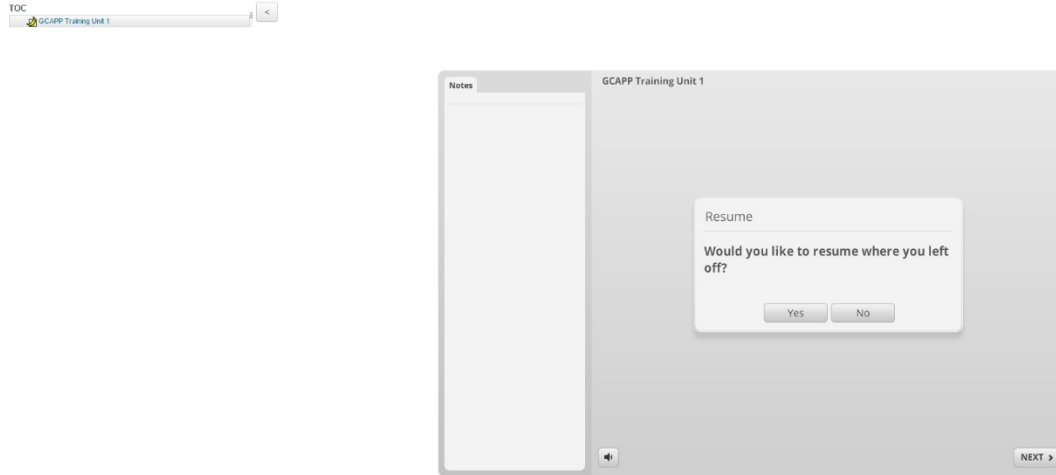 TOC
GCAPP Training Unit 1
<
Notes
GCAPP Training Unit 1
Resume
Would you like to resume where you left
off?
Yes
No
NEXT >